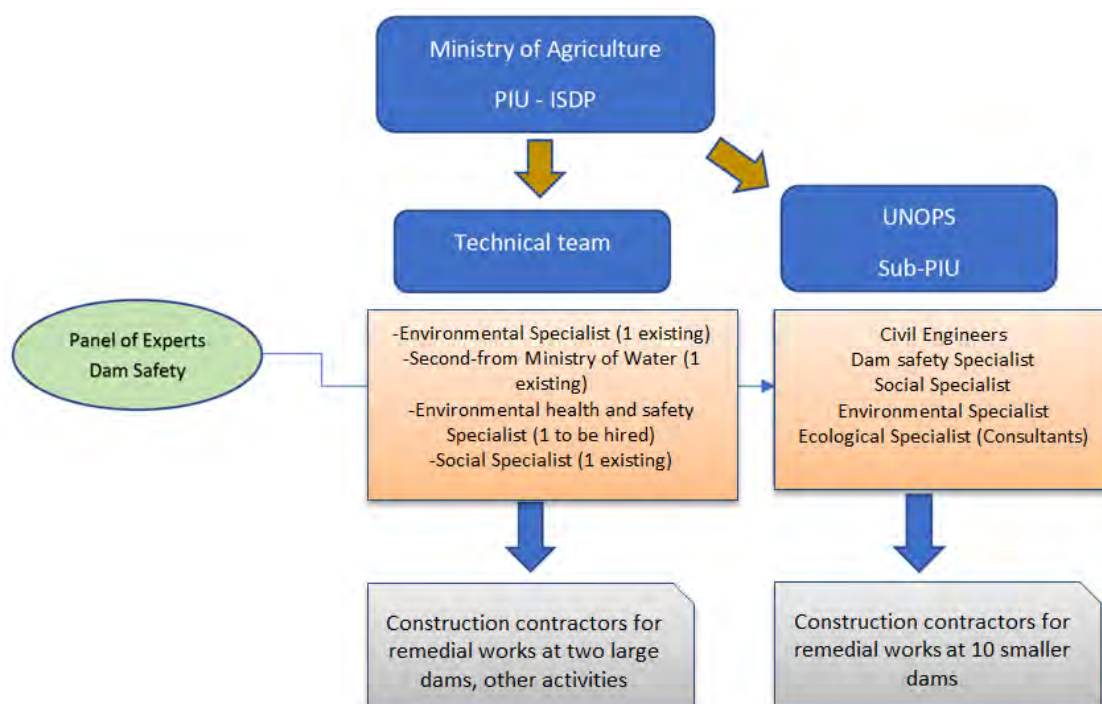 Ministry of Agriculture
PIU - ISDP
Technical team
UNOPS
Sub-PIU
Panel of Experts
Dam Safety
-Environmental Specialist (1 existing)
-Second-from Ministry of Water (1
existing)
-Environmental health and safety
Specialist (1 to be hired)
-Social Specialist (1 existing)
Civil Engineers
Dam safety Specialist
Social Specialist
Environmental Specialist
Ecological Specialist (Consultants)
Construction contractors for
remedial works at two large
dams, other activities
Construction contractors for
remedial works at 10 smaller
dams